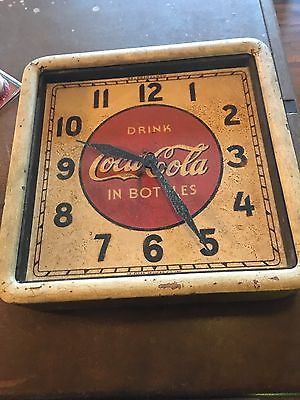 11 12 1
10 2
DRINK
Coca-Cola
IN BOTTLES
9 3
8 4
7 6 5